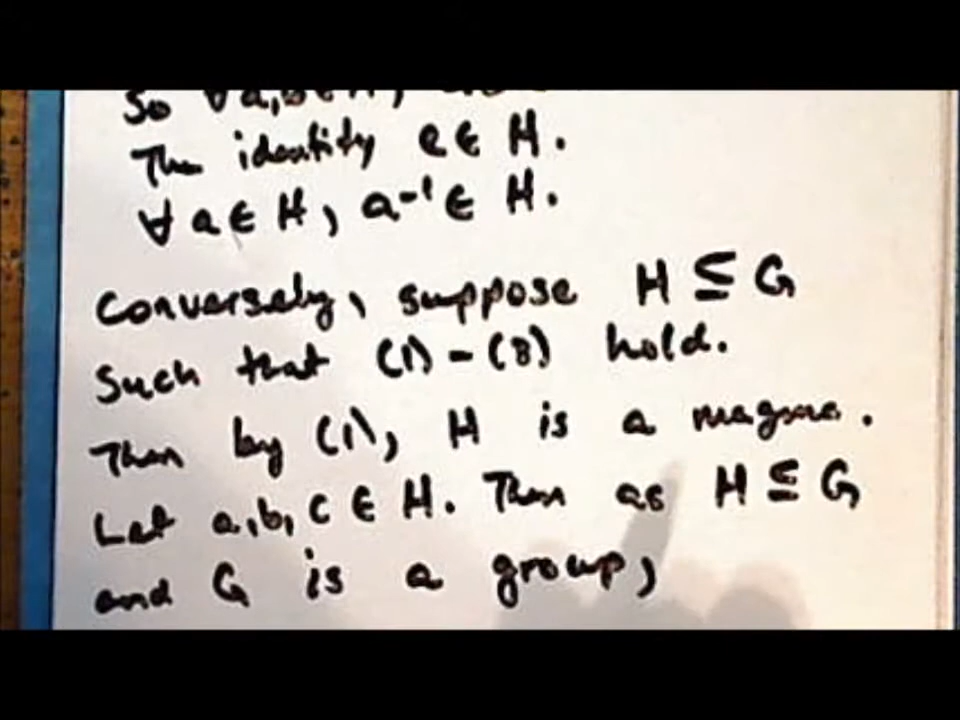 So ∀a,b∈H,
The identity e∈ H.
∀ a∈ H, a⁻¹∈ H.
Conversely, suppose H ⊆ G
Such that (1) - (3) hold.
Then by (1), H is a magma.
Let a,b,c ∈ H. Then as H ⊆ G
and G is a group,